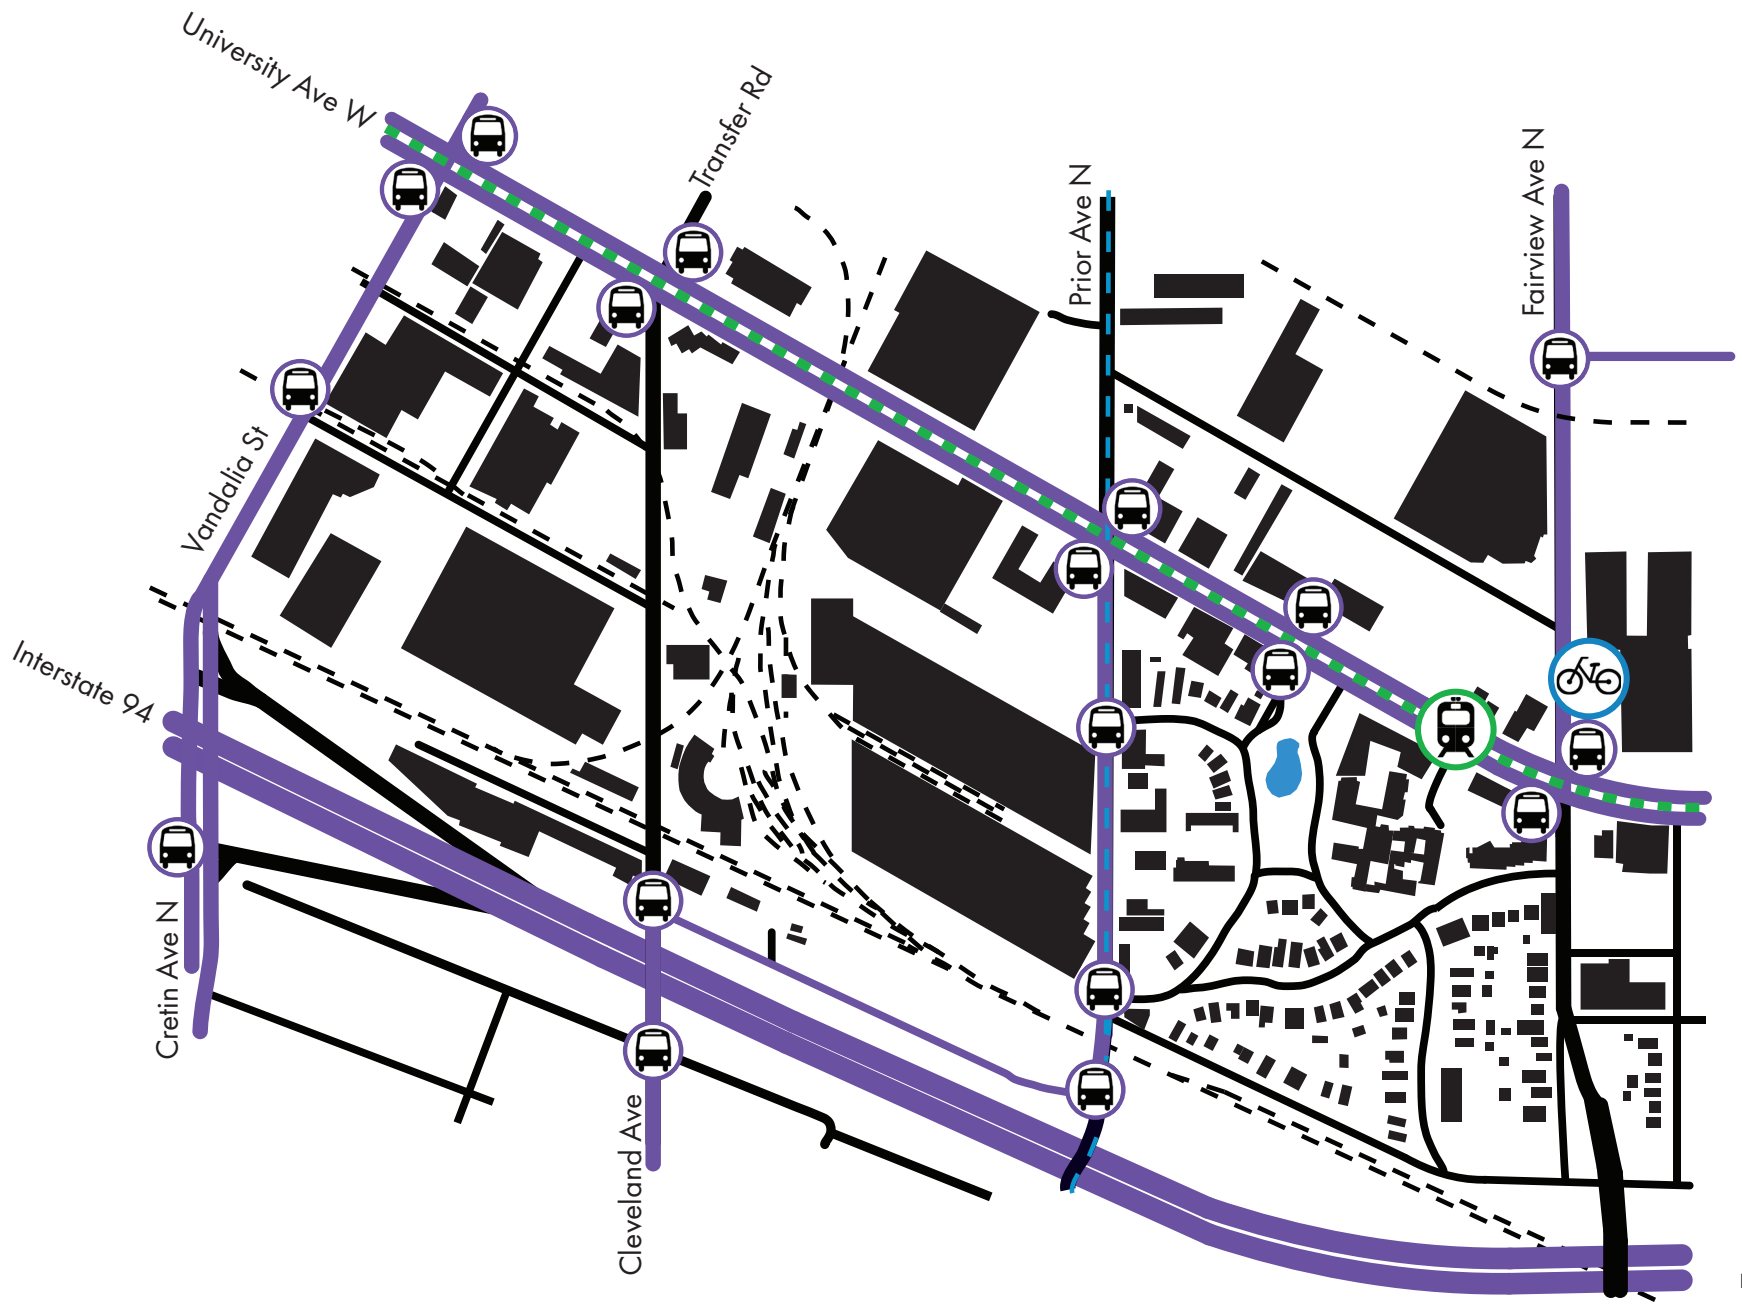 University Ave W
Transfer Rd
Prior Ave N
Fairview Ave N
Vandalia St
Interstate 94
Cretin Ave N
Cleveland Ave